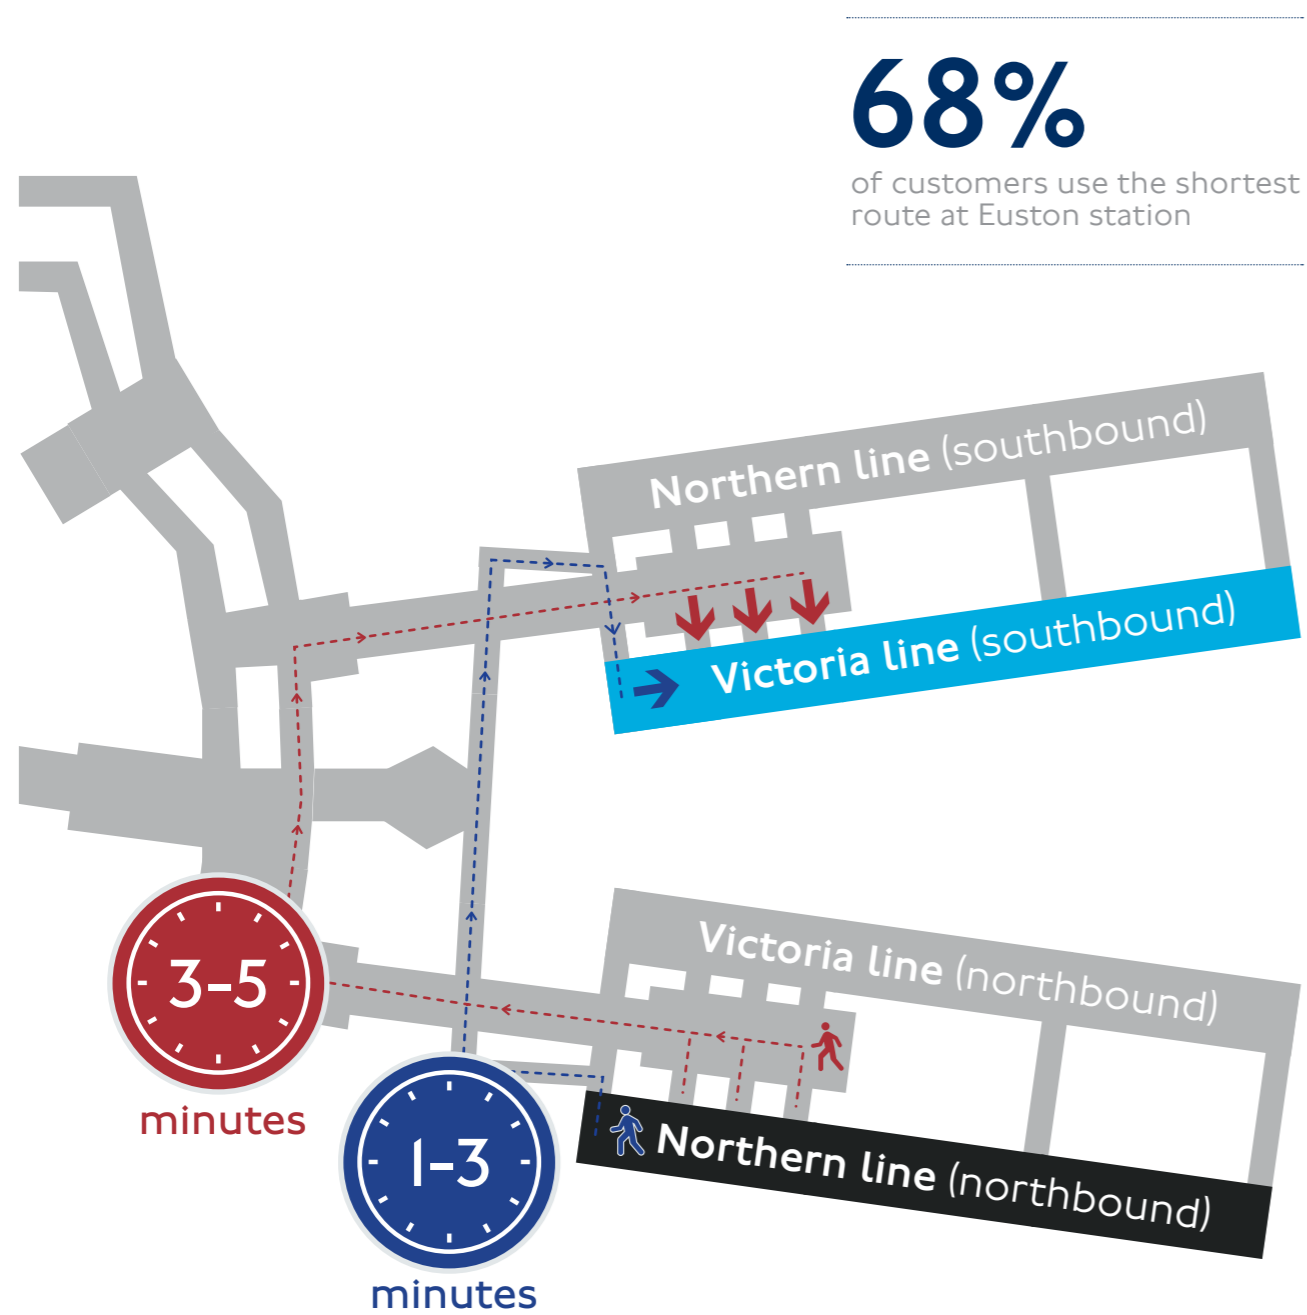 68%
of customers use the shortest
route at Euston station
Northern line (southbound)
Victoria line (southbound)
Victoria line (northbound)
3-5
minutes
Northern line (northbound)
1-3
minutes